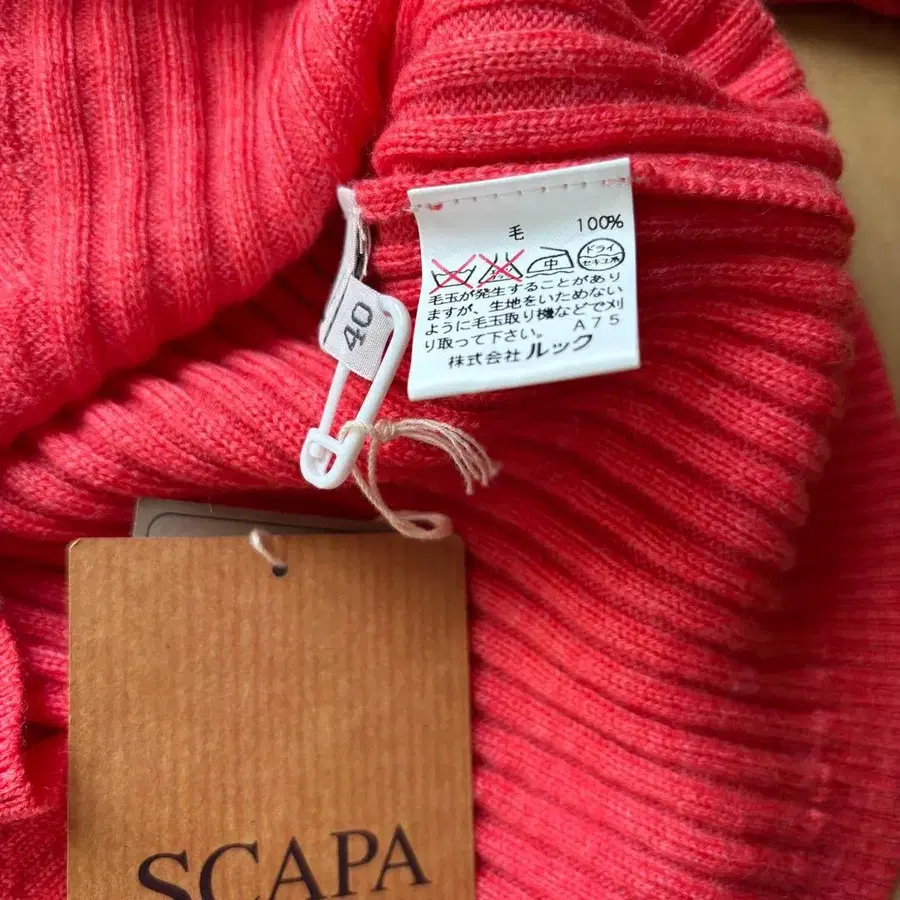 毛 100%
中 ドライ セキユ系
毛玉が発生することがあり
ますが、生地をいためない
ように毛玉取り機などで刈
り取って下さい。 A75
株式会社 ルック
40
SCAPA